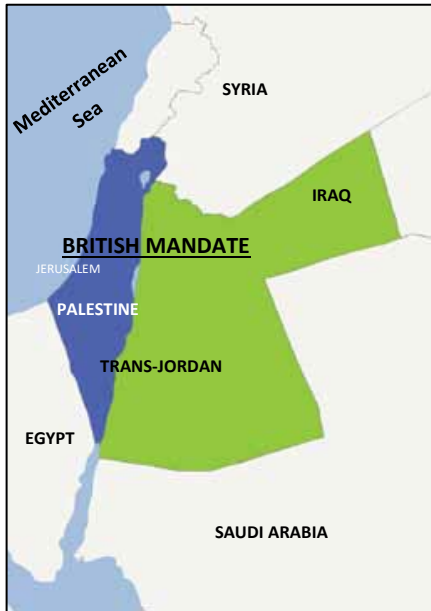 Mediterranean
Sea
SYRIA
IRAQ
BRITISH MANDATE
JERUSALEM
PALESTINE
TRANS-JORDAN
EGYPT
SAUDI ARABIA